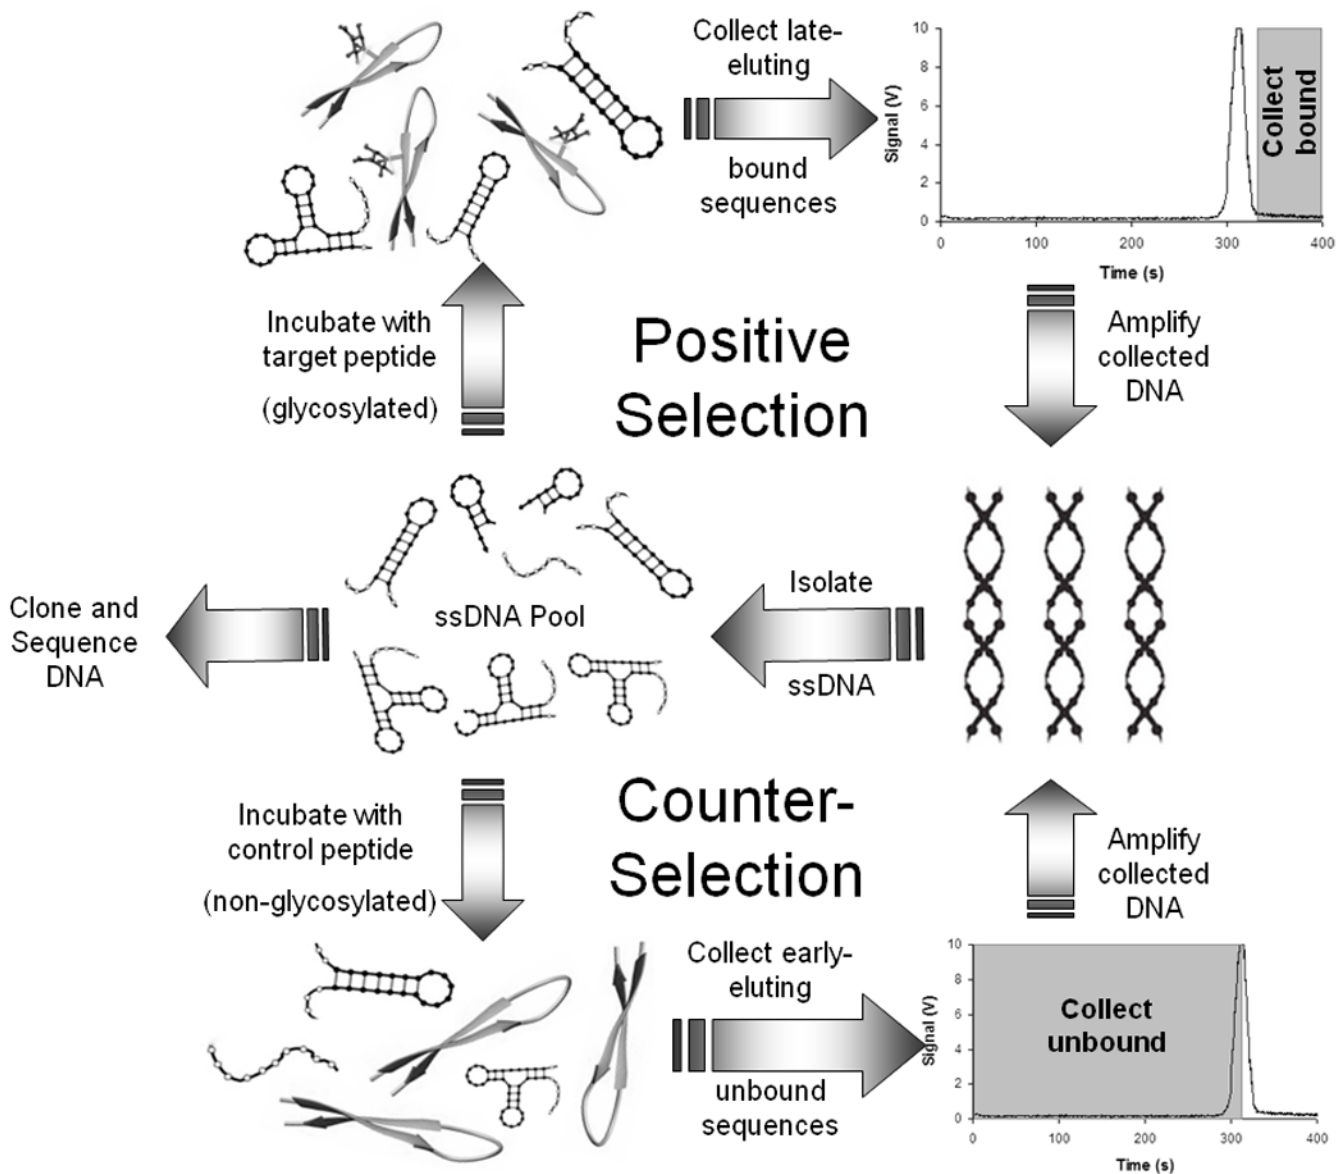 Collect late-
eluting
bound
sequences
10
8
6
4
2
0
Signal (V)
Collect
bound
0
100
200
300
400
Time (s)
Incubate with
target peptide
(glycosylated)
Positive
Selection
Amplify
collected
DNA
Clone and
Sequence
DNA
ssDNA Pool
Isolate
ssDNA
Incubate with
control peptide
(non-glycosylated)
Counter-
Selection
Amplify
collected
DNA
Collect early-
eluting
unbound
sequences
10
8
6
4
2
0
Signal (V)
Collect
unbound
0
100
200
300
400
Time (s)